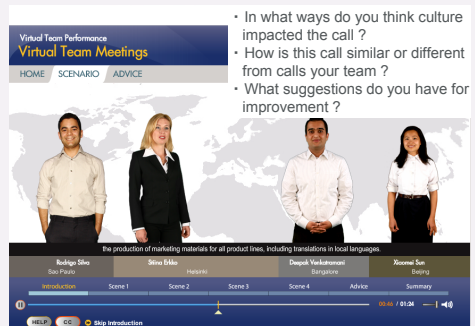 Virtual Team Performance
Virtual Team Meetings
HOME SCENARIO ADVICE
· In what ways do you think culture
impacted the call ?
· How is this call similar or different
from calls your team ?
· What suggestions do you have for
improvement ?
the production of marketing materials for all product lines, including translations in local languages.
Rodrigo Silva
Sao Paulo
Stiina Erkko
Helsinki
Deepak Venkatramani
Bangalore
Xiaomei Sun
Beijing
Introduction Scene 1 Scene 2 Scene 3 Scene 4 Advice Summary
00:46 / 01:24
HELP CC Skip Introduction